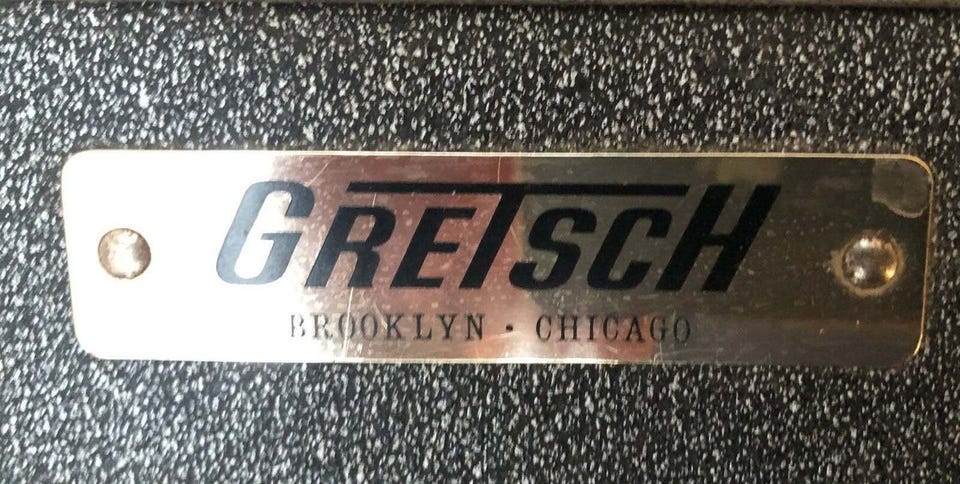 GRETSCH
BROOKLYN · CHICAGO